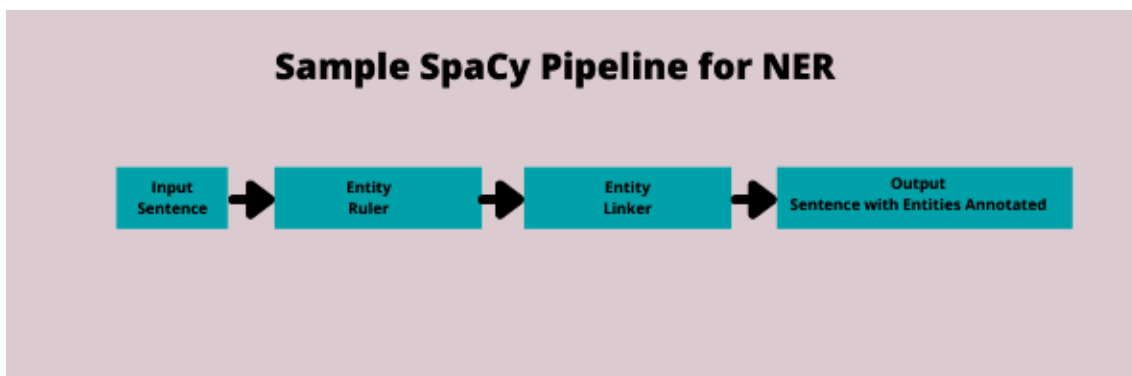 Sample SpaCy Pipeline for NER
Input
Sentence
Entity
Ruler
Entity
Linker
Output
Sentence with Entities Annotated